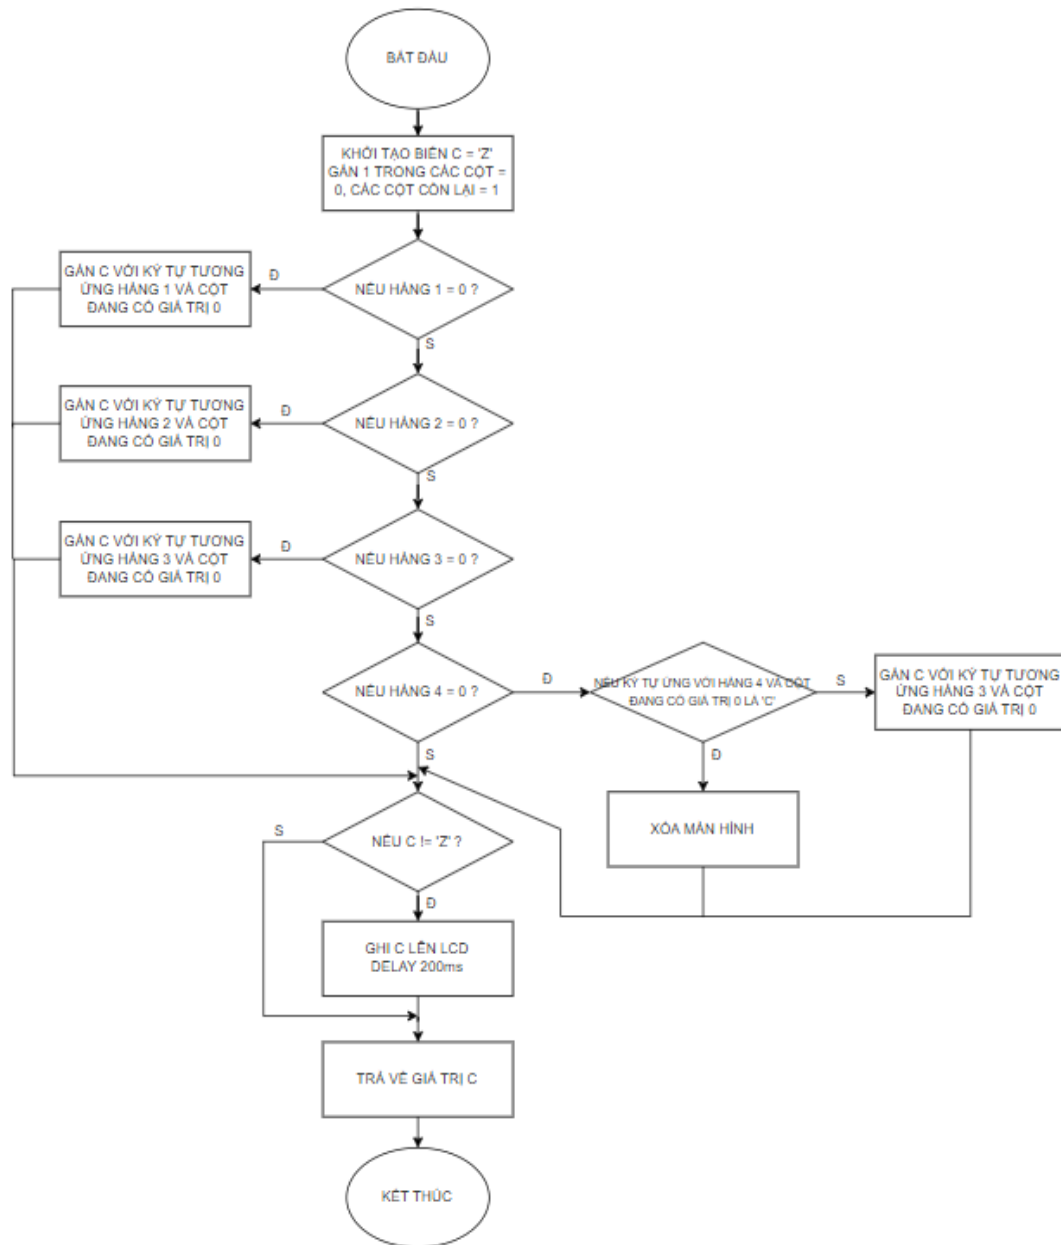 BẮT ĐẦU
KHỞI TẠO BIẾN C = 'Z'
GÁN 1 TRONG CÁC CỘT =
0, CÁC CỘT CÒN LẠI = 1
GÁN C VỚI KÝ TỰ TƯƠNG
ỨNG HÀNG 1 VÀ CỘT
ĐANG CÓ GIÁ TRỊ 0
Đ
NẾU HÀNG 1 = 0 ?
S
GÁN C VỚI KÝ TỰ TƯƠNG
ỨNG HÀNG 2 VÀ CỘT
ĐANG CÓ GIÁ TRỊ 0
Đ
NẾU HÀNG 2 = 0 ?
S
GÁN C VỚI KÝ TỰ TƯƠNG
ỨNG HÀNG 3 VÀ CỘT
ĐANG CÓ GIÁ TRỊ 0
Đ
NẾU HÀNG 3 = 0 ?
S
NẾU HÀNG 4 = 0 ?
Đ
NẾU KÝ TỰ ỨNG VỚI HÀNG 4 VÀ CỘT
ĐANG CÓ GIÁ TRỊ 0 LÀ 'C'
S
GÁN C VỚI KÝ TỰ TƯƠNG
ỨNG HÀNG 3 VÀ CỘT
ĐANG CÓ GIÁ TRỊ 0
S
Đ
XÓA MÀN HÌNH
S
NẾU C != 'Z' ?
Đ
GHI C LÊN LCD
DELAY 200ms
TRẢ VỀ GIÁ TRỊ C
KẾT THÚC